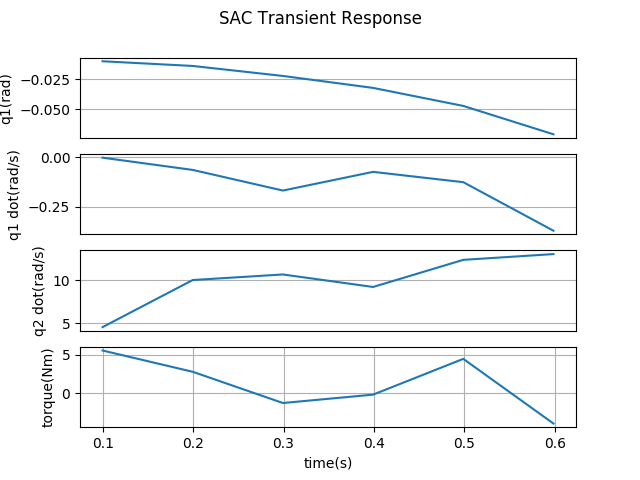 SAC Transient Response
q1(rad)
−0.025
−0.050
q1 dot(rad/s)
0.00
−0.25
q2 dot(rad/s)
10
5
torque(Nm)
5
0
0.1 0.2 0.3 0.4 0.5 0.6
time(s)